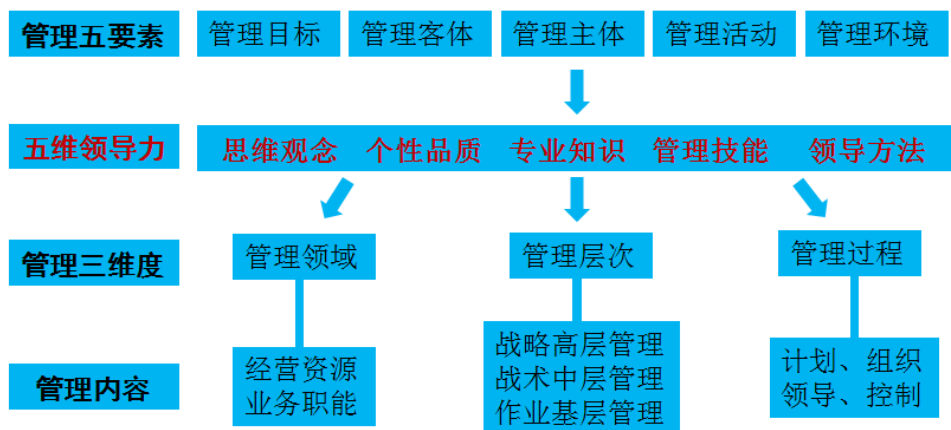 管理五要素 管理目标 管理客体 管理主体 管理活动 管理环境
五维领导力 思维观念 个性品质 专业知识 管理技能 领导方法
管理三维度 管理领域 管理层次 管理过程
管理内容
经营资源
业务职能
战略高层管理
战术中层管理
作业基层管理
计划、组织
领导、控制